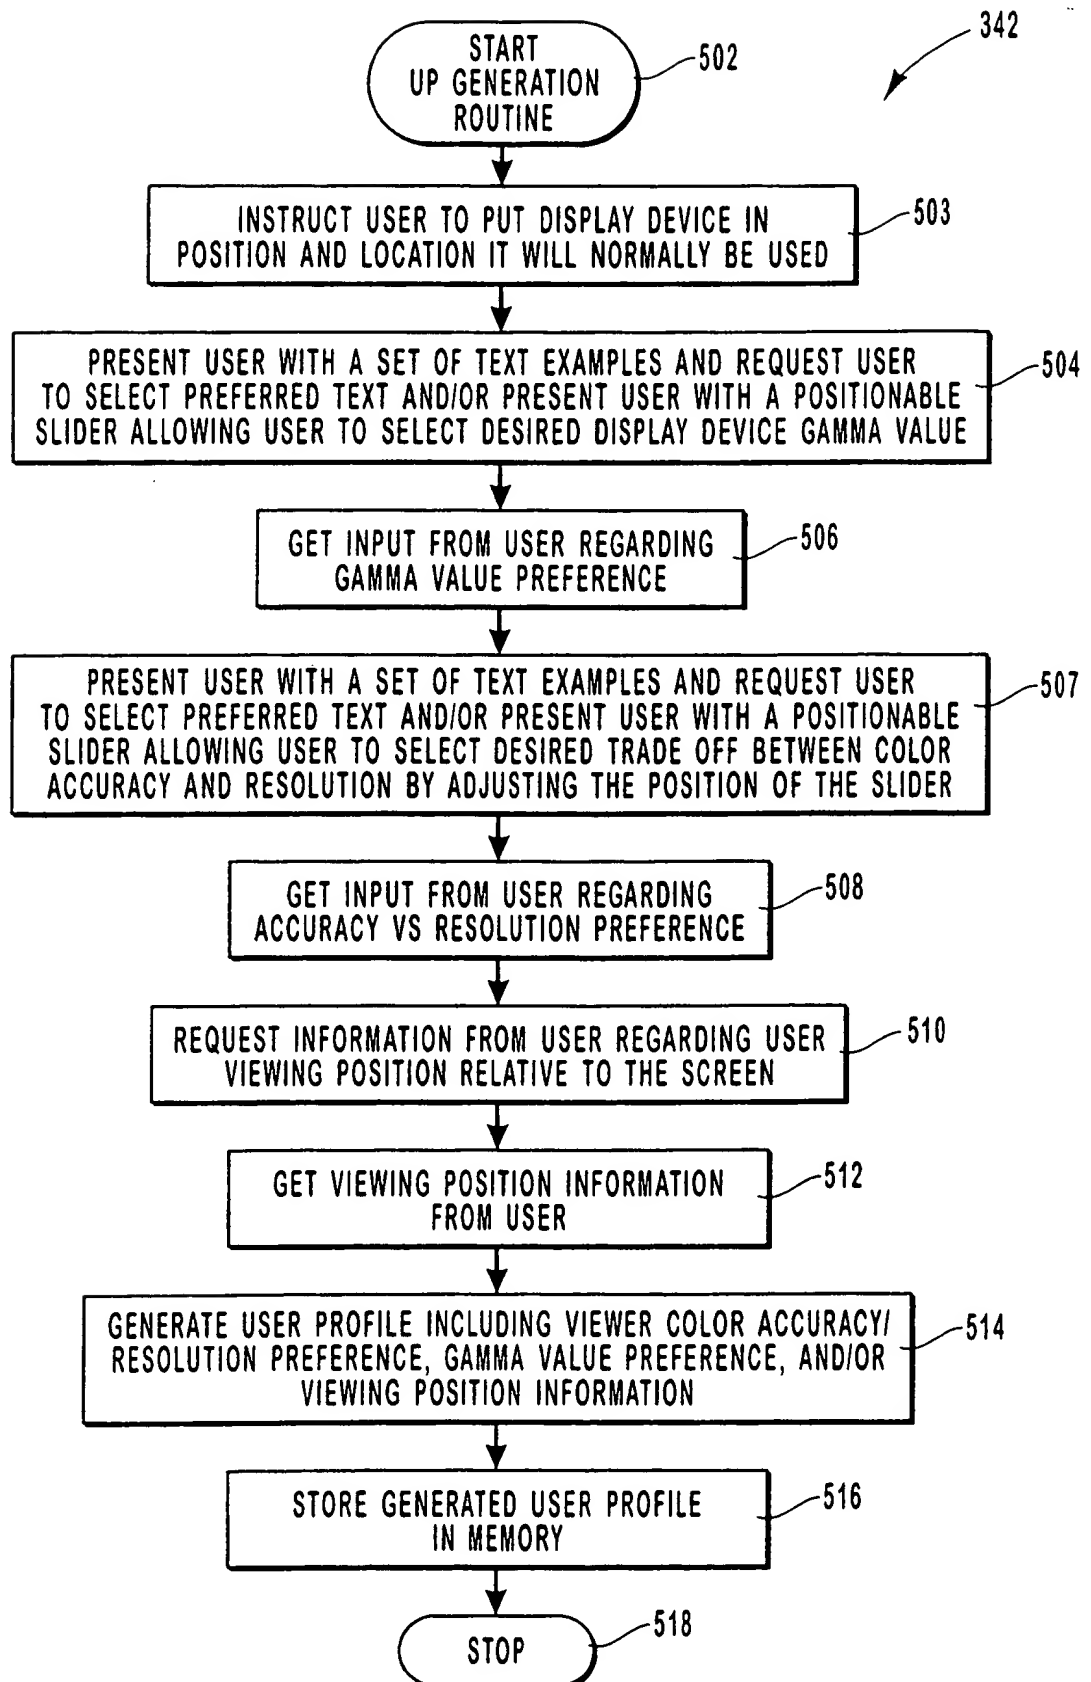 342
START
UP GENERATION
ROUTINE
502
INSTRUCT USER TO PUT DISPLAY DEVICE IN
POSITION AND LOCATION IT WILL NORMALLY BE USED
503
PRESENT USER WITH A SET OF TEXT EXAMPLES AND REQUEST USER
TO SELECT PREFERRED TEXT AND/OR PRESENT USER WITH A POSITIONABLE
SLIDER ALLOWING USER TO SELECT DESIRED DISPLAY DEVICE GAMMA VALUE
504
GET INPUT FROM USER REGARDING
GAMMA VALUE PREFERENCE
506
PRESENT USER WITH A SET OF TEXT EXAMPLES AND REQUEST USER
TO SELECT PREFERRED TEXT AND/OR PRESENT USER WITH A POSITIONABLE
SLIDER ALLOWING USER TO SELECT DESIRED TRADE OFF BETWEEN COLOR
ACCURACY AND RESOLUTION BY ADJUSTING THE POSITION OF THE SLIDER
507
GET INPUT FROM USER REGARDING
ACCURACY VS RESOLUTION PREFERENCE
508
REQUEST INFORMATION FROM USER REGARDING USER
VIEWING POSITION RELATIVE TO THE SCREEN
510
GET VIEWING POSITION INFORMATION
FROM USER
512
GENERATE USER PROFILE INCLUDING VIEWER COLOR ACCURACY/
RESOLUTION PREFERENCE, GAMMA VALUE PREFERENCE, AND/OR
VIEWING POSITION INFORMATION
514
STORE GENERATED USER PROFILE
IN MEMORY
516
STOP
518